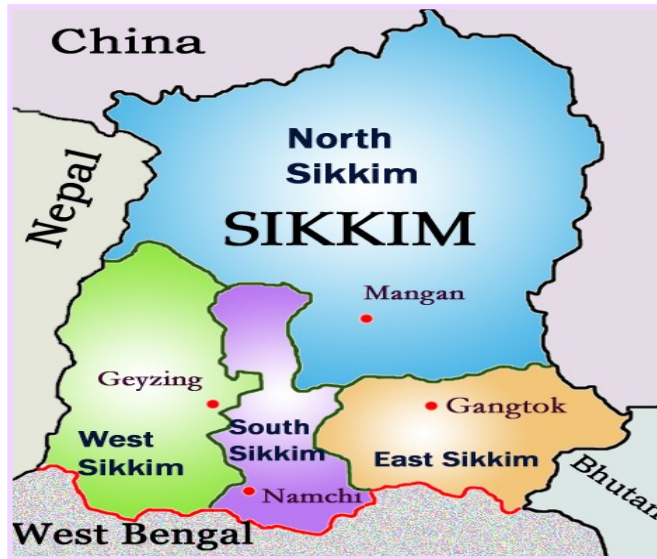 China
Nepal
North
Sikkim
SIKKIM
Mangan
Geyzing
Gangtok
West
Sikkim
South
Sikkim
East Sikkim
Namchi
Bhutan
West Bengal